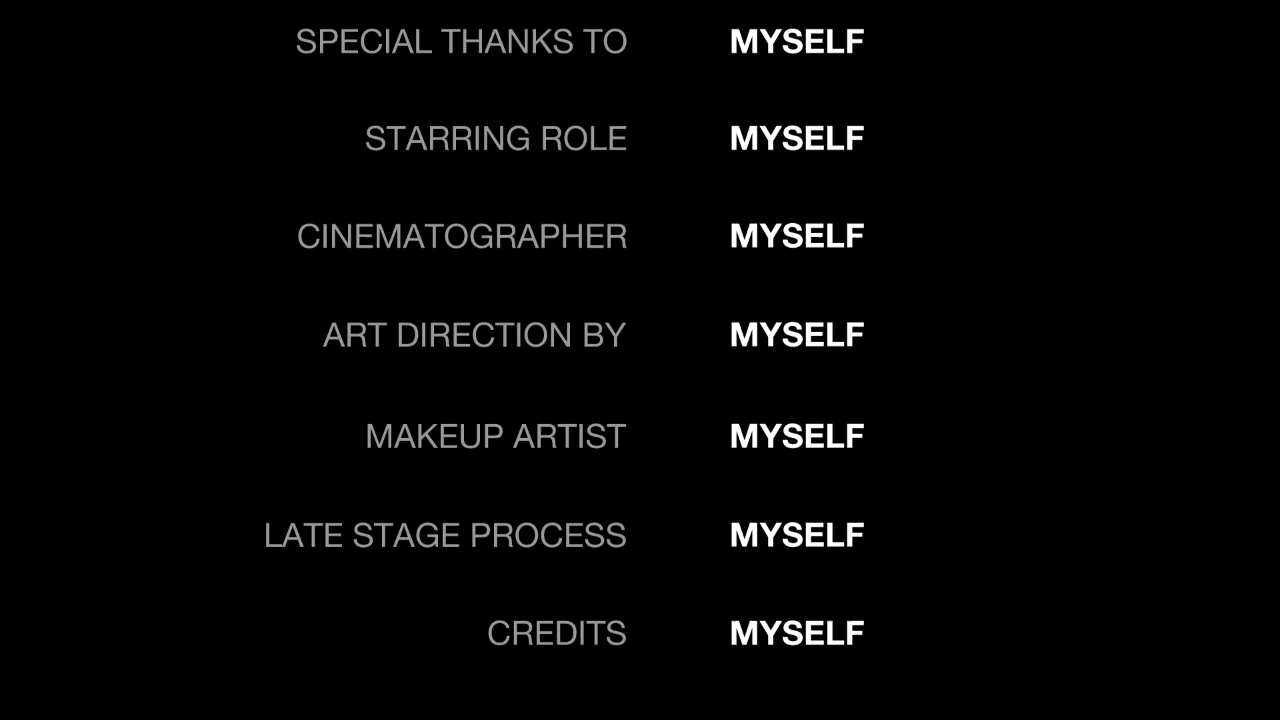 SPECIAL THANKS TO MYSELF
STARRING ROLE MYSELF
CINEMATOGRAPHER MYSELF
ART DIRECTION BY MYSELF
MAKEUP ARTIST MYSELF
LATE STAGE PROCESS MYSELF
CREDITS MYSELF